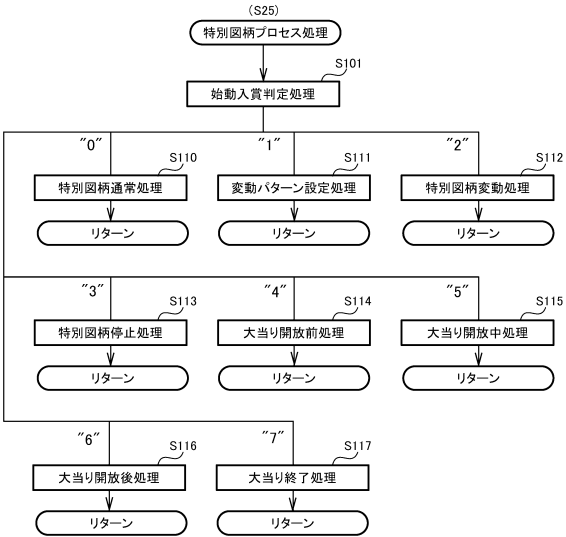 (S25)
特別図柄プロセス処理
S101
始動入賞判定処理
"0"
"1"
"2"
S110
S111
S112
特別図柄通常処理
変動パターン設定処理
特別図柄変動処理
リターン
リターン
リターン
"3"
"4"
"5"
S113
S114
S115
特別図柄停止処理
大当り開放前処理
大当り開放中処理
リターン
リターン
リターン
"6"
"7"
S116
S117
大当り開放後処理
大当り終了処理
リターン
リターン